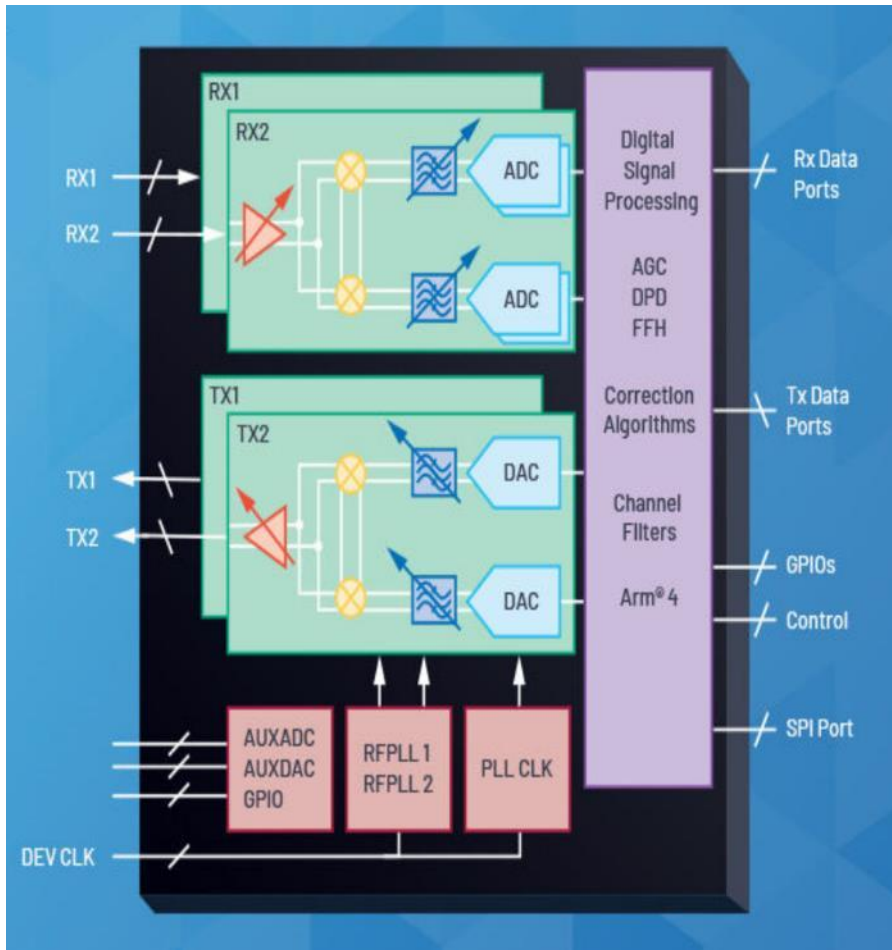 RX1
RX2
ADC
ADC
RX1
RX2
TX1
TX2
DAC
DAC
TX1
TX2
Digital
Signal
Processing
AGC
DPD
FFH
Correction
Algorithms
Channel
Filters
Arm® 4
Rx Data
Ports
Tx Data
Ports
GPIOs
Control
SPI Port
AUXADC
AUXDAC
GPIO
RFPLL 1
RFPLL 2
PLL CLK
DEV CLK